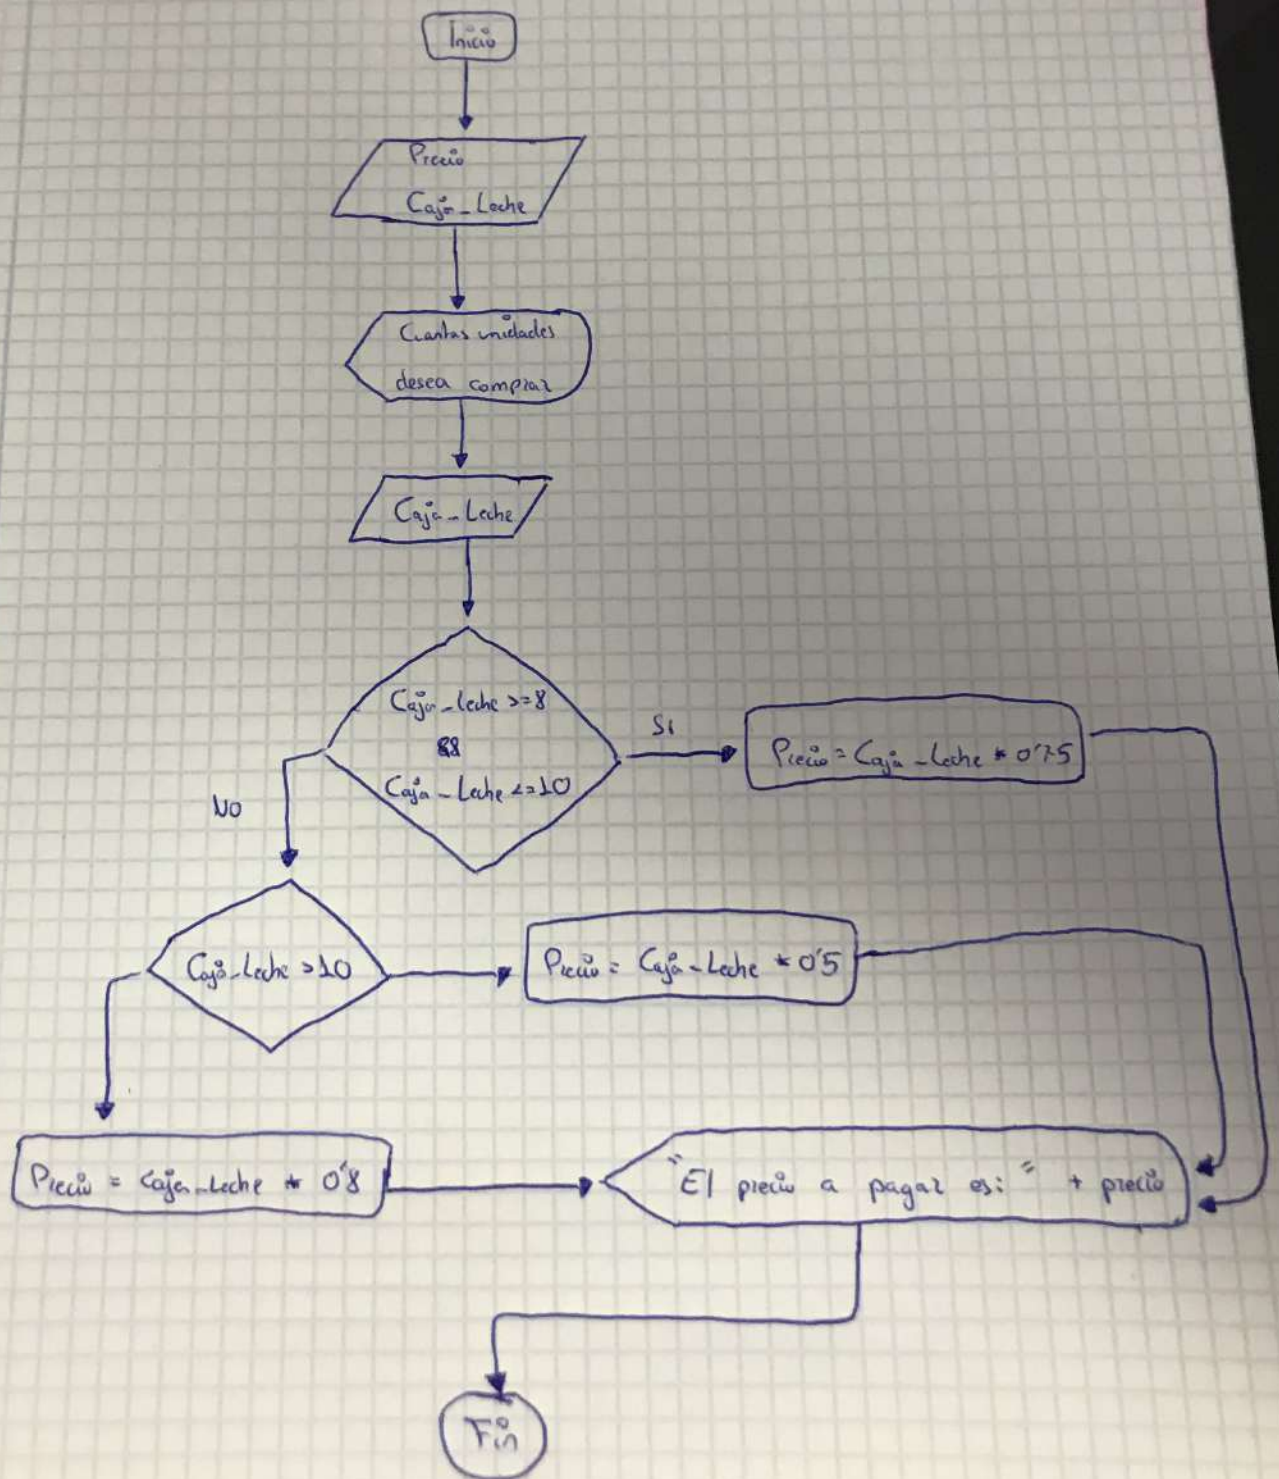 Inicio
Precio
Caja_Leche
Cuantas unidades
desea comprar
Caja_Leche
Caja_Leche >=8
&&
Caja_Leche <=10
SI
Precio = Caja_Leche * 0'75
NO
Caja_Leche >10
Precio = Caja_Leche * 0'5
Precio = Caja_Leche * 0'8
"El precio a pagar es: " + precio
Fin